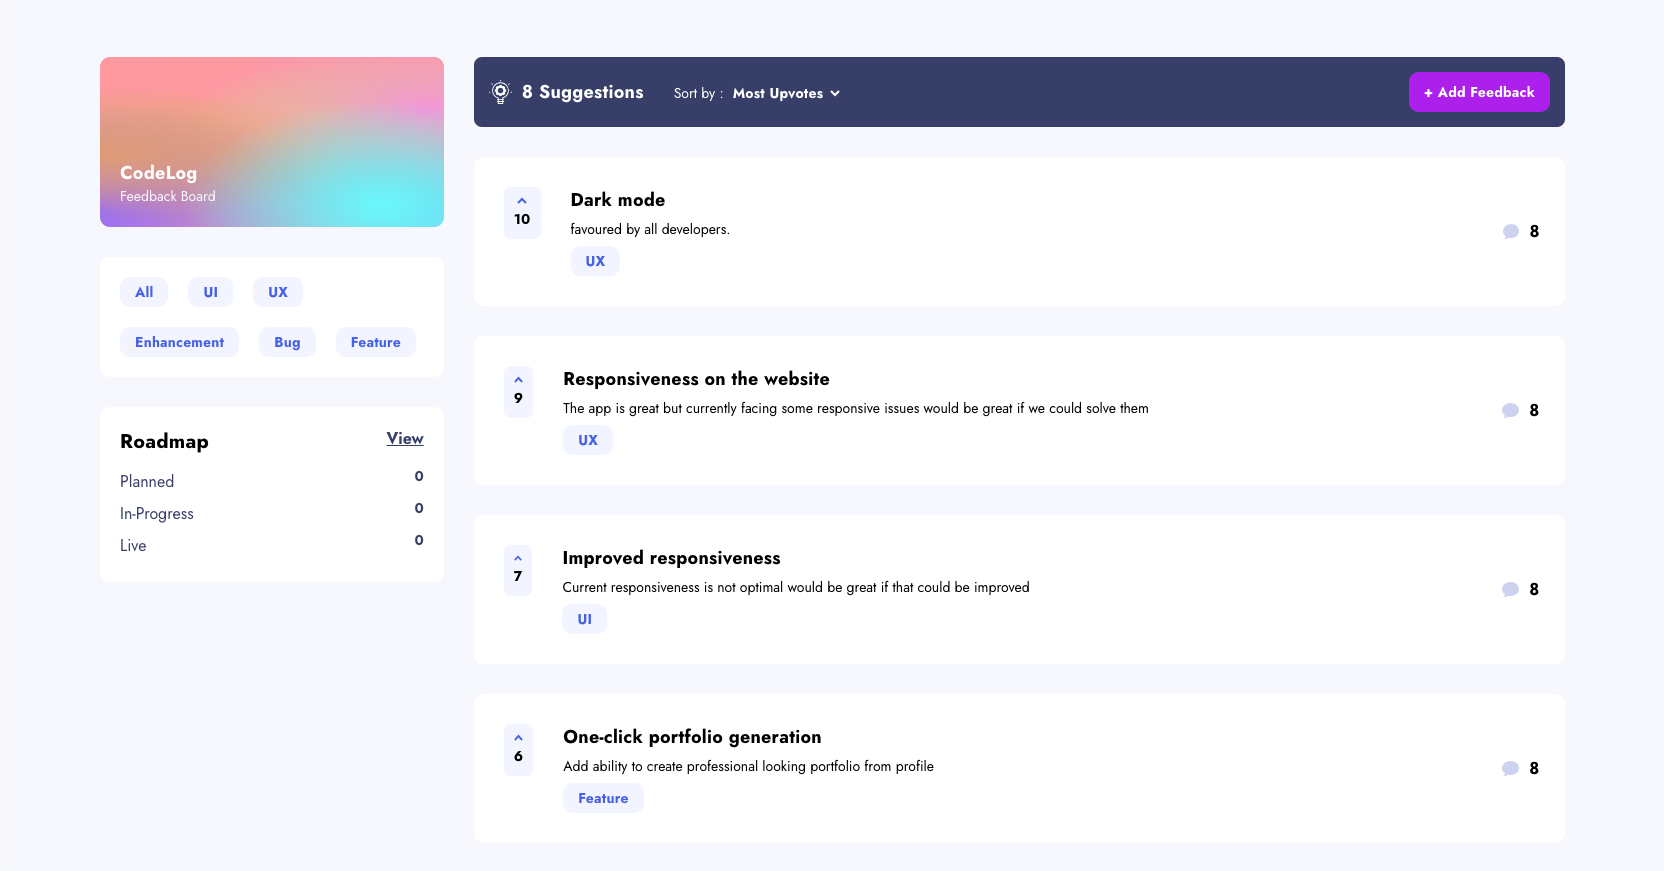 CodeLog
Feedback Board
All UI UX
Enhancement Bug Feature
Roadmap View
Planned 0
In-Progress 0
Live 0
8 Suggestions Sort by : Most Upvotes + Add Feedback
Dark mode
10
favoured by all developers.
8
UX
Responsiveness on the website
9
The app is great but currently facing some responsive issues would be great if we could solve them
8
UX
Improved responsiveness
7
Current responsiveness is not optimal would be great if that could be improved
8
UI
One-click portfolio generation
6
Add ability to create professional looking portfolio from profile
8
Feature